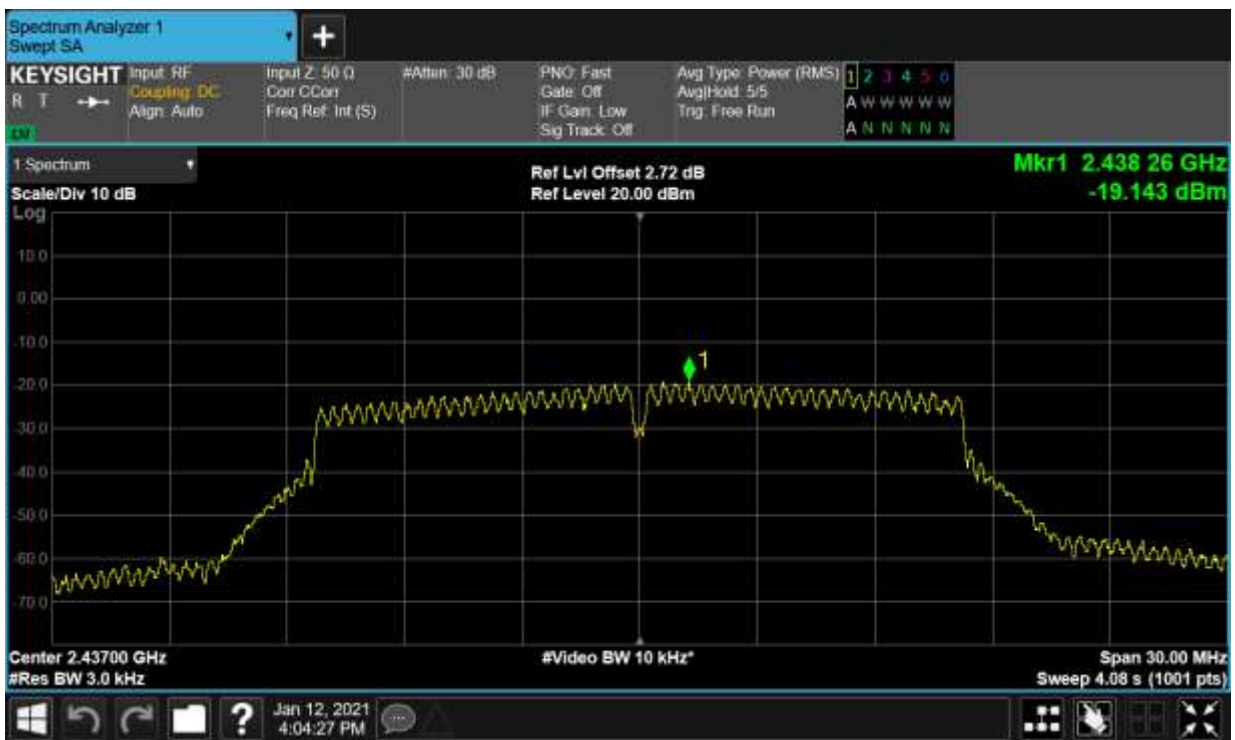 Spectrum Analyzer 1
Swept SA
+
KEYSIGHT
R T
Input: RF
Coupling: DC
Align: Auto
Input Z: 50 Ω
Corr CCorr
Freq Ref: Int (S)
#Atten: 30 dB
PNO: Fast
Gate: Off
IF Gain: Low
Sig Track: Off
Avg Type: Power (RMS)
Avg|Hold: 5/5
Trig: Free Run
1 2 3 4 5 6
A W W W W W
A N N N N N
1 Spectrum
Scale/Div 10 dB
Ref Lvl Offset 2.72 dB
Ref Level 20.00 dBm
Mkr1 2.438 26 GHz
-19.143 dBm
Log
10.0
0.00
-10.0
-20.0
-30.0
-40.0
-50.0
-60.0
-70.0
1
Center 2.43700 GHz
#Res BW 3.0 kHz
#Video BW 10 kHz*
Span 30.00 MHz
Sweep 4.08 s (1001 pts)
?
Jan 12, 2021
4:04:27 PM